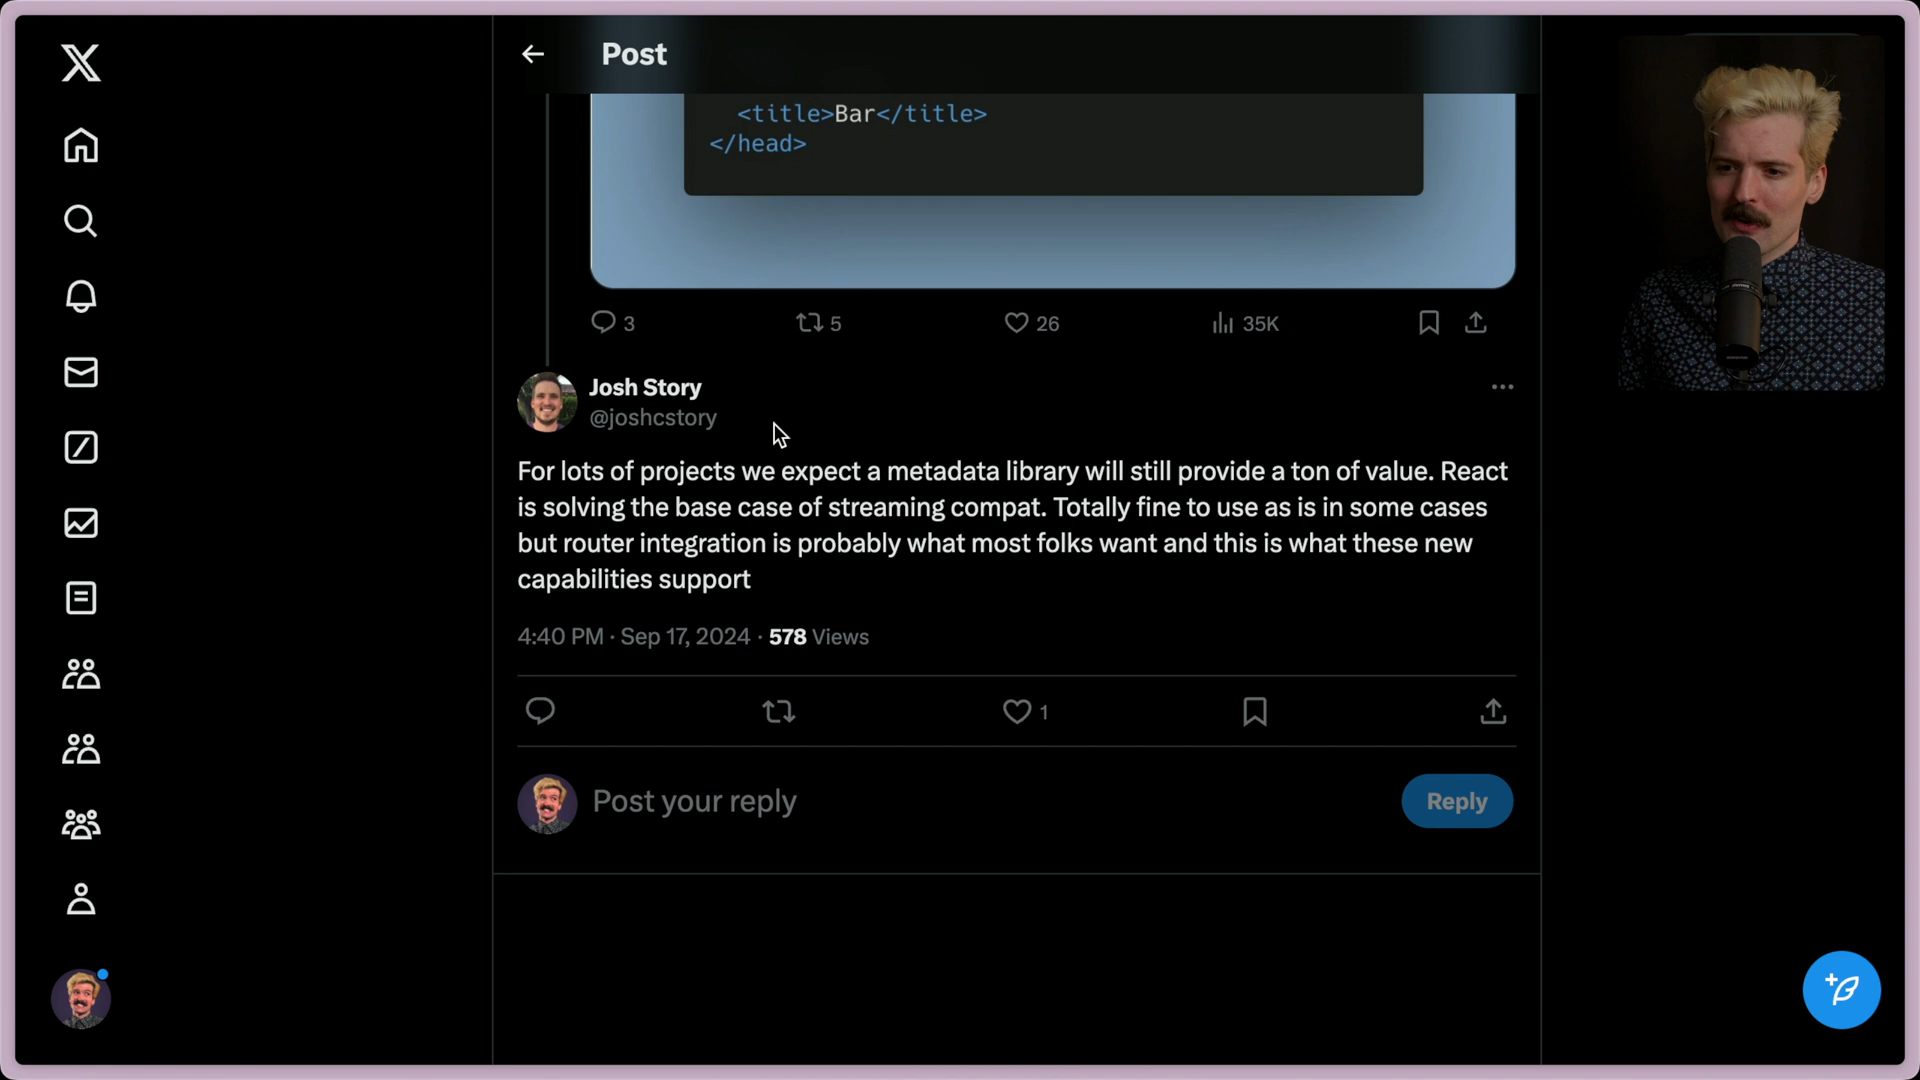 Post
<title>Bar</title>
</head>
3
5
26
35K
Josh Story
@joshcstory
For lots of projects we expect a metadata library will still provide a ton of value. React
is solving the base case of streaming compat. Totally fine to use as is in some cases
but router integration is probably what most folks want and this is what these new
capabilities support
4:40 PM · Sep 17, 2024 · 578 Views
1
Post your reply
Reply